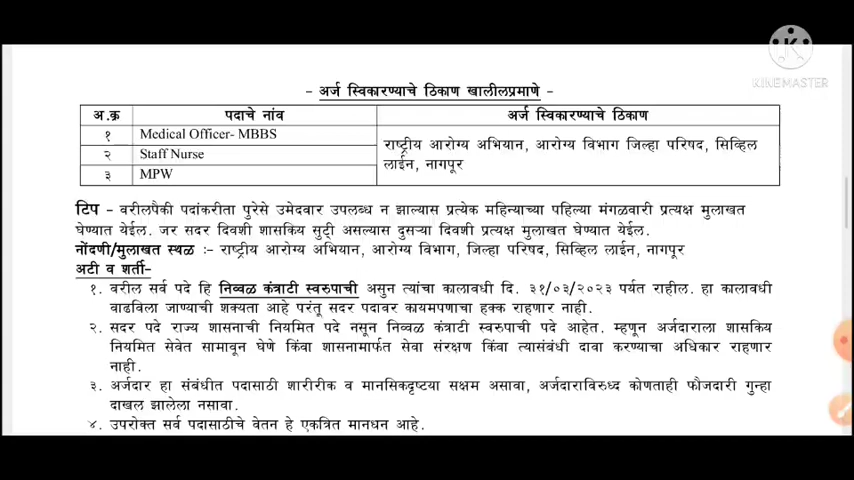 KINEMASTER
- अर्ज स्विकारण्याचे ठिकाण खालीलप्रमाणे -
अ.क्र पदाचे नांव अर्ज स्विकारण्याचे ठिकाण
१ Medical Officer- MBBS
२ Staff Nurse
३ MPW
राष्ट्रीय आरोग्य अभियान, आरोग्य विभाग जिल्हा परिषद, सिव्हिल
लाईन, नागपूर
टिप - वरीलपैकी पदांकरीता पुरेसे उमेदवार उपलब्ध न झाल्यास प्रत्येक महिन्याच्या पहिल्या मंगळवारी प्रत्यक्ष मुलाखत
घेण्यात येईल. जर सदर दिवशी शासकिय सुट्टी असल्यास दुसऱ्या दिवशी प्रत्यक्ष मुलाखत घेण्यात येईल.
नोंदणी/मुलाखत स्थळ :- राष्ट्रीय आरोग्य अभियान, आरोग्य विभाग, जिल्हा परिषद, सिव्हिल लाईन, नागपूर
अटी व शर्ती-
१. वरील सर्व पदे हि निव्वळ कंत्राटी स्वरुपाची असुन त्यांचा कालावधी दि. ३१/०३/२०२३ पर्यत राहील. हा कालावधी
वाढविला जाण्याची शक्यता आहे परंतू सदर पदावर कायमपणाचा हक्क राहणार नाही.
२. सदर पदे राज्य शासनाची नियमित पदे नसून निव्वळ कंत्राटी स्वरुपाची पदे आहेत. म्हणून अर्जदाराला शासकिय
नियमित सेवेत सामावून घेणे किंवा शासनामार्फत सेवा संरक्षण किंवा त्यासंबंधी दावा करण्याचा अधिकार राहणार
नाही.
३. अर्जदार हा संबंधीत पदासाठी शारीरीक व मानसिकदृष्टया सक्षम असावा, अर्जदाराविरुध्द कोणताही फौजदारी गुन्हा
दाखल झालेला नसावा.
४. उपरोक्त सर्व पदासाठीचे वेतन हे एकत्रित मानधन आहे.